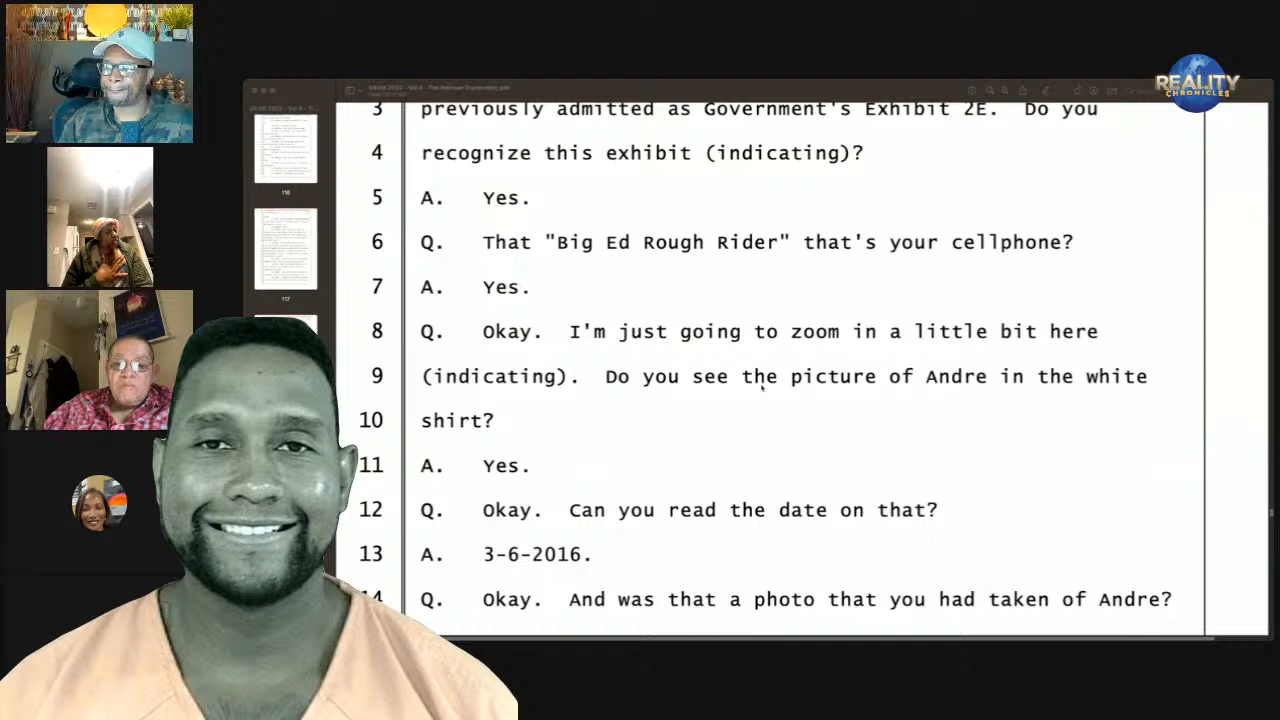 REALITY
CHRONICLES
3 previously admitted as Government's Exhibit 2E. Do you
4 recognize this exhibit (indicating)?
116
5 A. Yes.
6 Q. That "Big Ed Rough Rider" that's your cellphone?
7 A. Yes.
117
8 Q. Okay. I'm just going to zoom in a little bit here
9 (indicating). Do you see the picture of Andre in the white
10 shirt?
11 A. Yes.
12 Q. Okay. Can you read the date on that?
13 A. 3-6-2016.
14 Q. Okay. And was that a photo that you had taken of Andre?